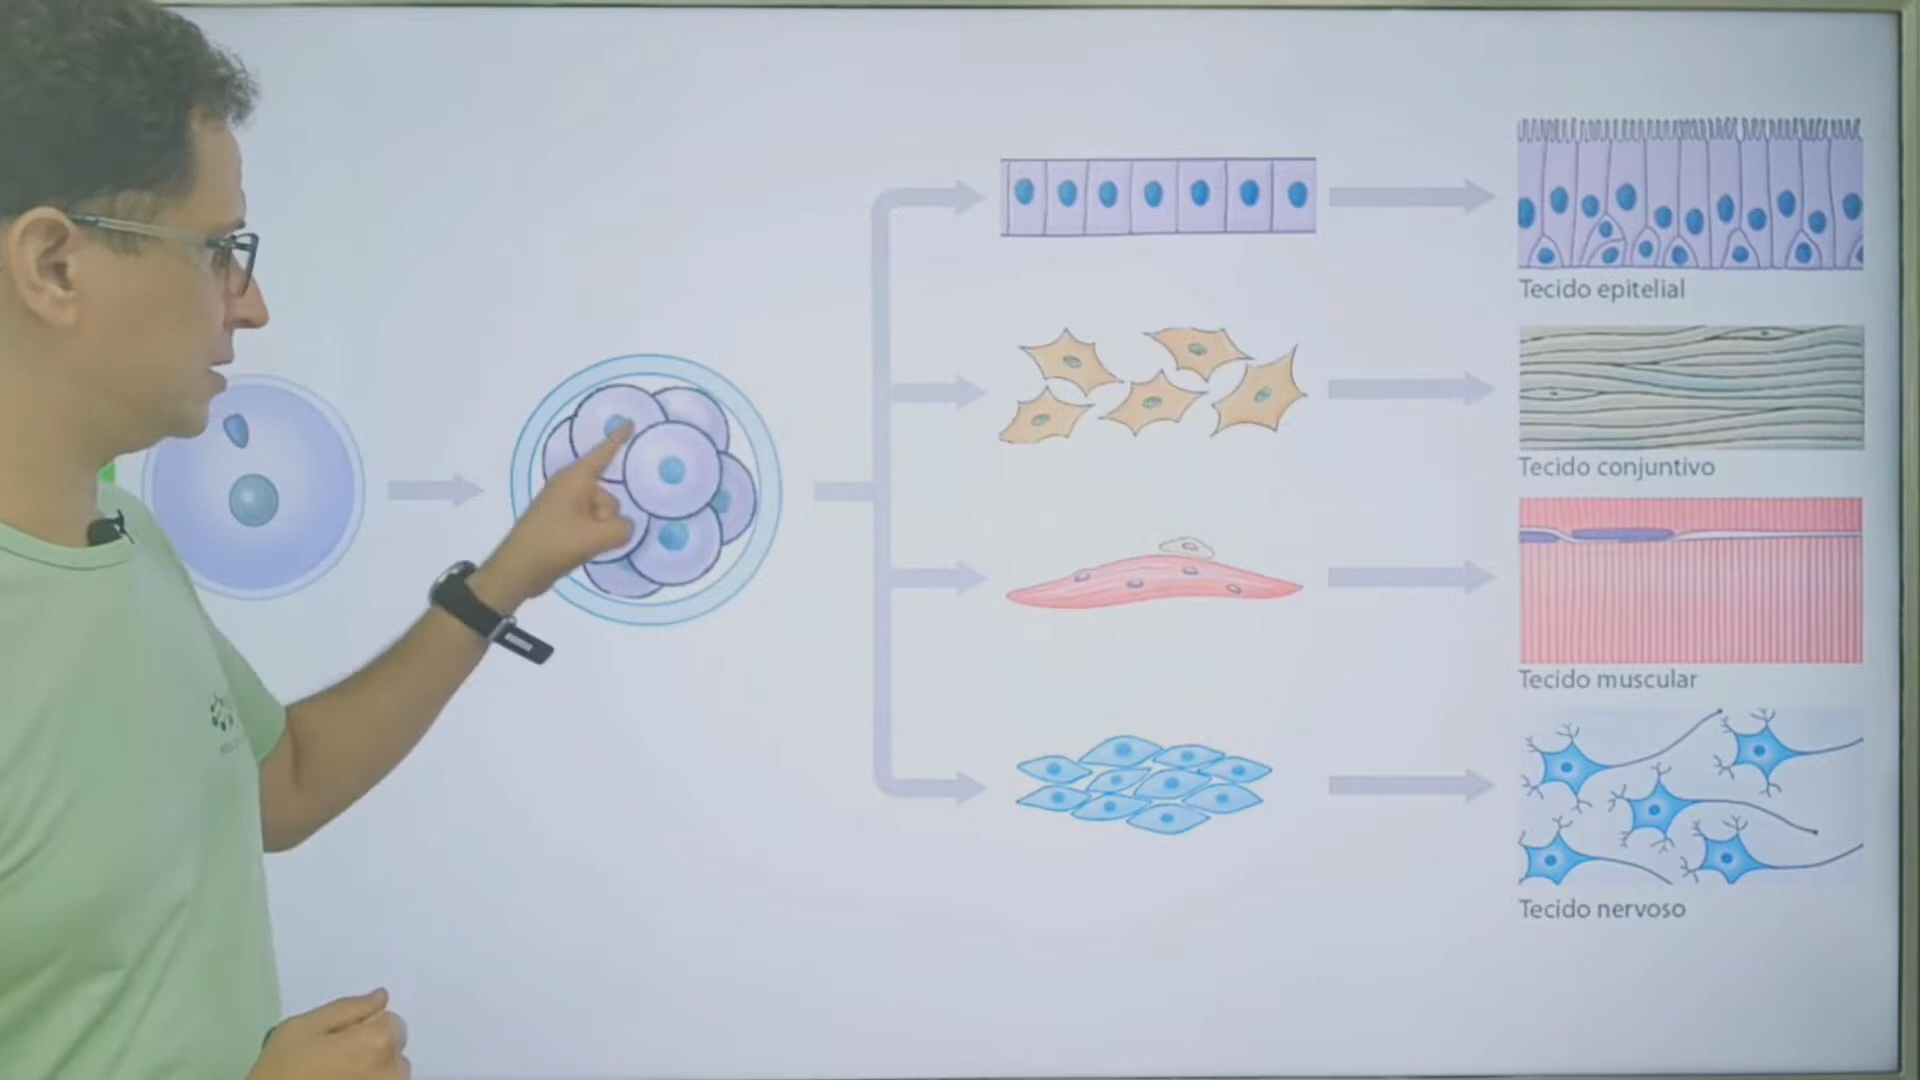 Tecido epitelial
Tecido conjuntivo
Tecido muscular
Tecido nervoso